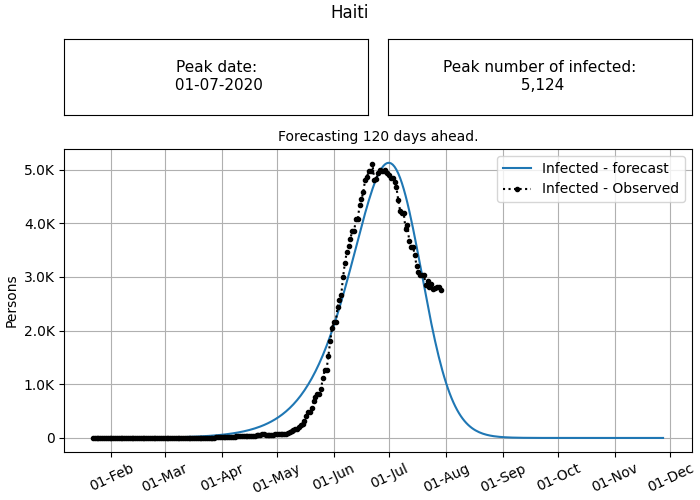 Haiti
Peak date:
01-07-2020
Peak number of infected:
5,124
Forecasting 120 days ahead.
Infected - forecast
Infected - Observed
Persons
5.0K
4.0K
3.0K
2.0K
1.0K
0
01-Feb
01-Mar
01-Apr
01-May
01-Jun
01-Jul
01-Aug
01-Sep
01-Oct
01-Nov
01-Dec